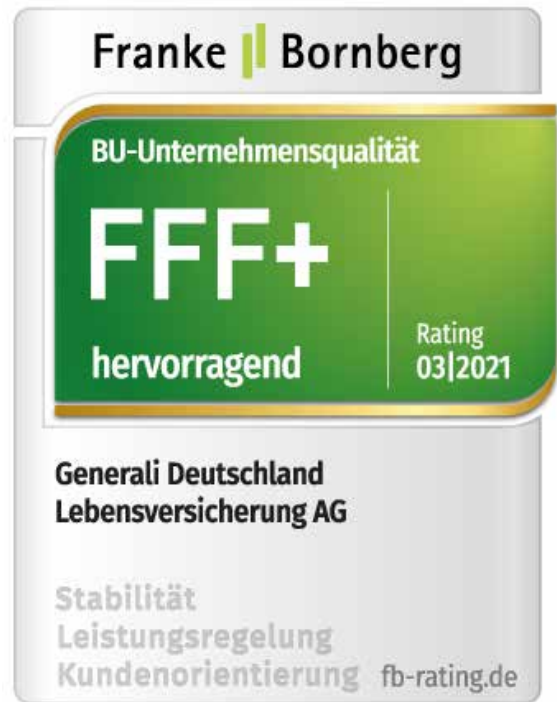 Franke Bornberg
BU-Unternehmensqualität
FFF+
hervorragend
Rating
03|2021
Generali Deutschland
Lebensversicherung AG
Stabilität
Leistungsregelung
Kundenorientierung
fb-rating.de